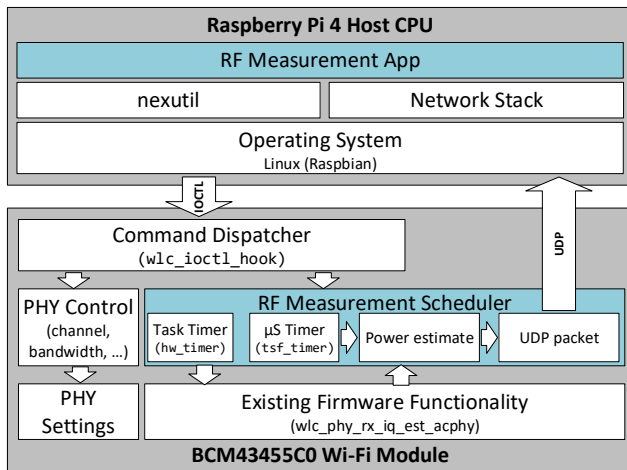 Raspberry Pi 4 Host CPU
RF Measurement App
nexutil
Network Stack
Operating System
Linux (Raspbian)
IOCTL
UDP
Command Dispatcher
(wlc_ioctl_hook)
PHY Control
(channel,
bandwidth, ...)
RF Measurement Scheduler
Task Timer
(hw_timer)
µS Timer
(tsf_timer)
Power estimate
UDP packet
PHY
Settings
Existing Firmware Functionality
(wlc_phy_rx_iq_est_acphy)
BCM43455C0 Wi-Fi Module